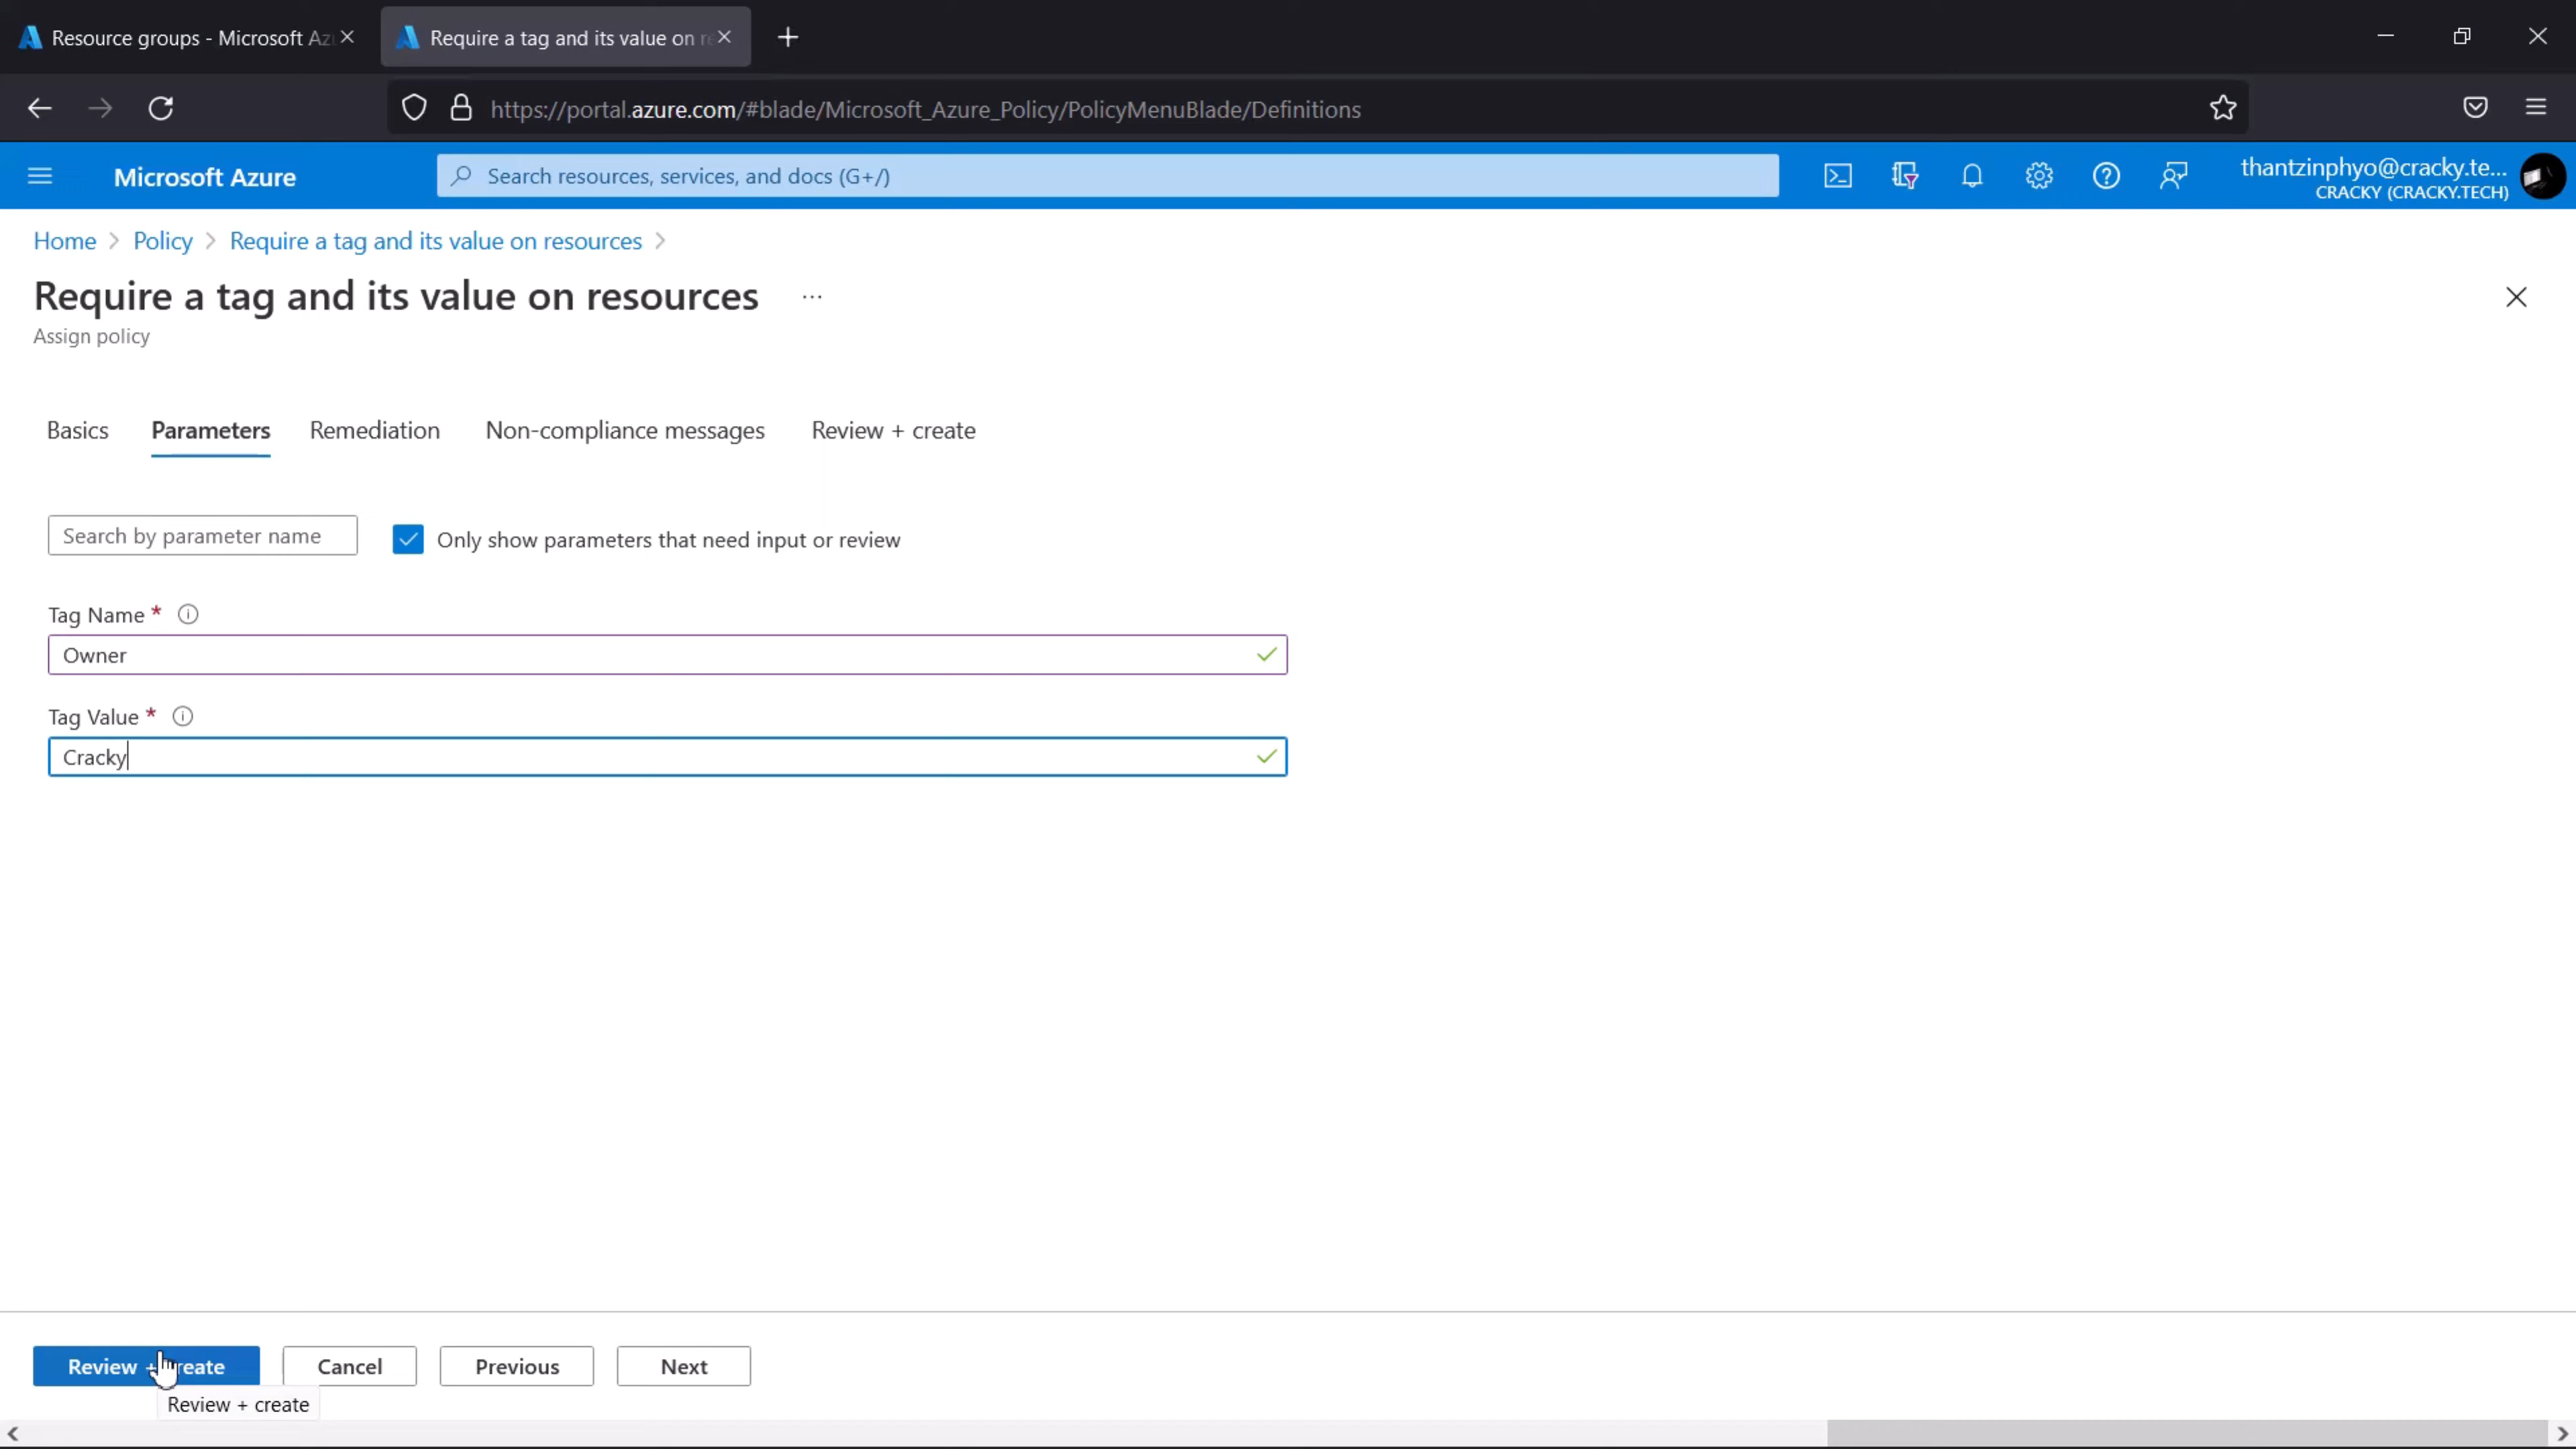 Resource groups - Microsoft Az
Require a tag and its value on r
https://portal.azure.com/#blade/Microsoft_Azure_Policy/PolicyMenuBlade/Definitions
Microsoft Azure
Search resources, services, and docs (G+/)
thantzinphyo@cracky.te...
CRACKY (CRACKY.TECH)
Home > Policy > Require a tag and its value on resources >
Require a tag and its value on resources ...
Assign policy
Basics Parameters Remediation Non-compliance messages Review + create
Search by parameter name
Only show parameters that need input or review
Tag Name *
Owner
Tag Value *
Cracky
Review + create Cancel Previous Next
Review + create